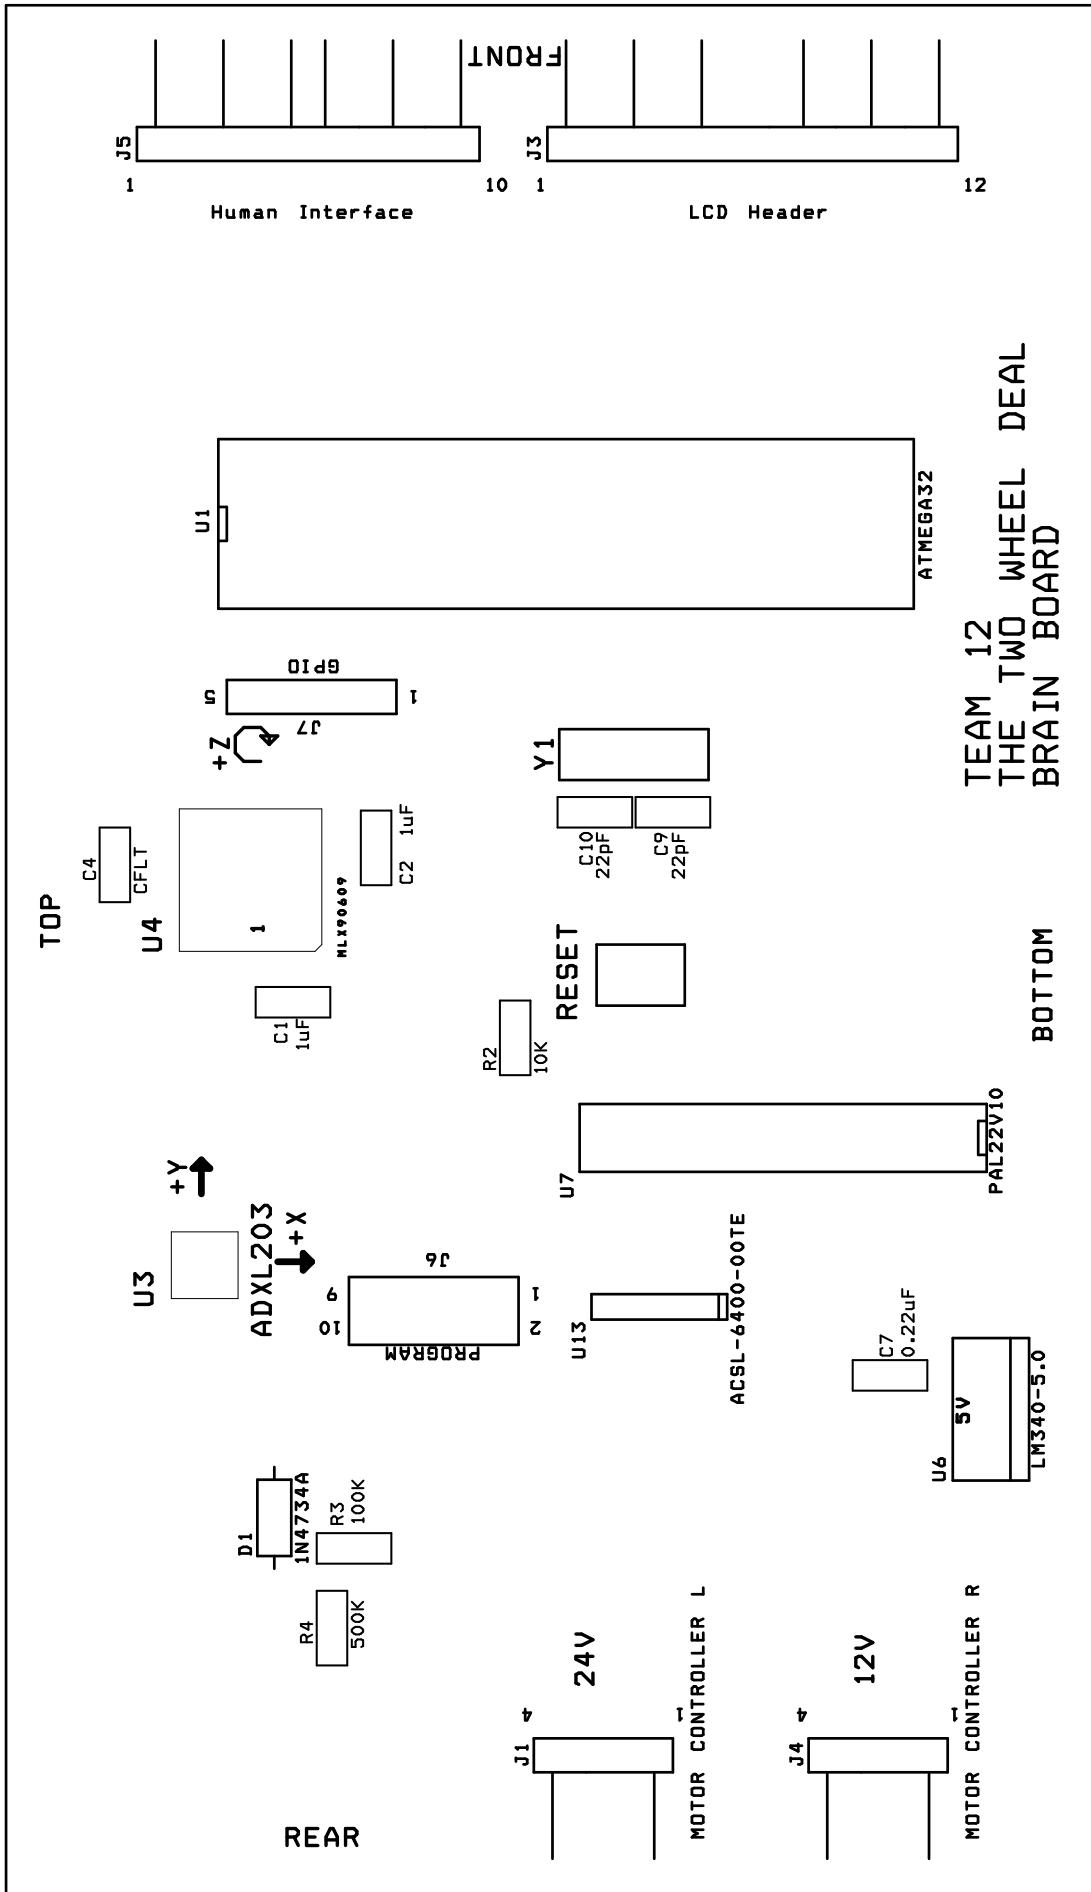 FRONT
J5
1
10
Human Interface
J3
1
12
LCD Header
U1
ATMEGA32
TEAM 12
THE TWO WHEEL DEAL
BRAIN BOARD
GPIO
5
1
J7
+Z
Y1
C10
22pF
C9
22pF
C4
CFLT
TOP
U4
1
MLX90609
C2 1uF
C1
1uF
RESET
R2
10K
BOTTOM
U7
PAL22V10
+Y
U3
ADXL203
+X
J6
9
1
10
2
PROGRAM
U13
ACSL-6400-00TE
C7
0.22uF
5V
U6
LM340-5.0
D1
1N4734A
R3
100K
R4
500K
24V
MOTOR CONTROLLER L
4
1
J1
12V
MOTOR CONTROLLER R
4
1
J4
REAR